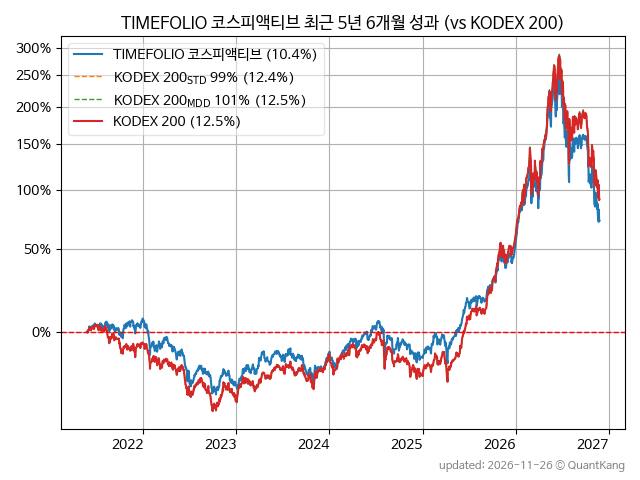 TIMEFOLIO 코스피액티브 최근 5년 6개월 성과 (vs KODEX 200)
300%
250%
200%
150%
100%
50%
0%
TIMEFOLIO 코스피액티브 (10.4%)
KODEX 200STD 99% (12.4%)
KODEX 200MDD 101% (12.5%)
KODEX 200 (12.5%)
2022 2023 2024 2025 2026 2027
updated: 2026-11-26 © QuantKang